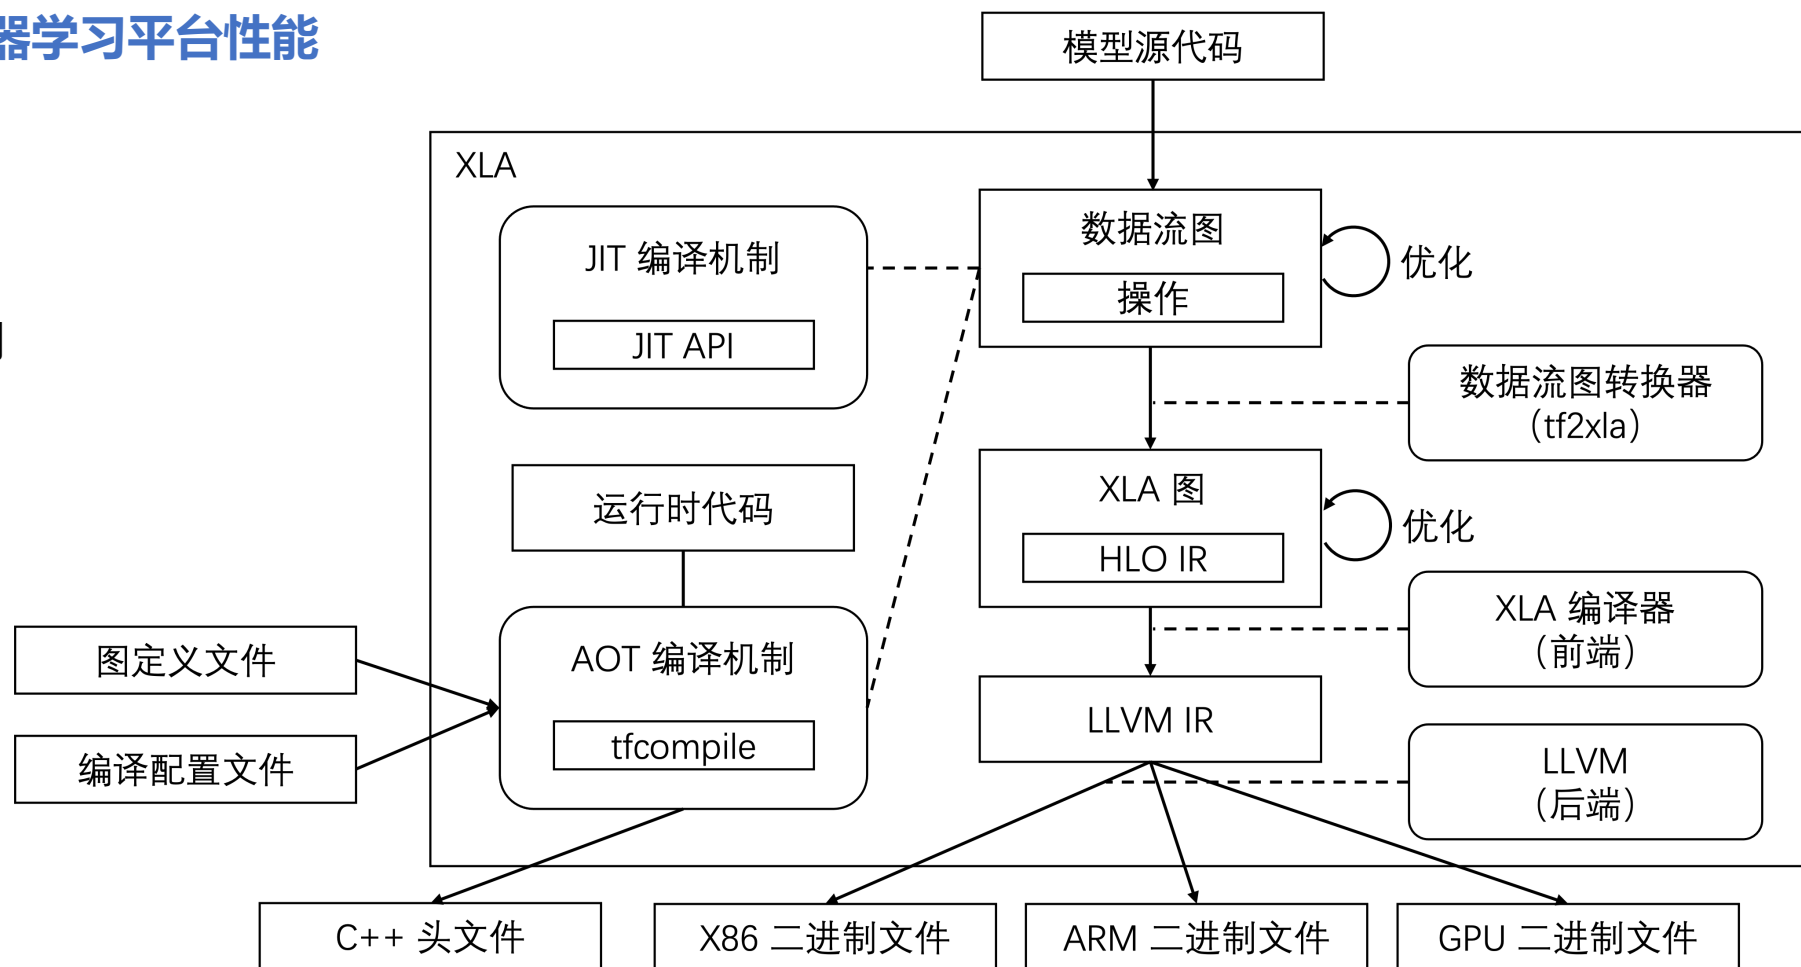 器学习平台性能
模型源代码
XLA
JIT 编译机制
JIT API
数据流图
操作
优化
数据流图转换器
（tf2xla）
运行时代码
XLA 图
HLO IR
优化
XLA 编译器
（前端）
图定义文件
编译配置文件
AOT 编译机制
tfcompile
LLVM IR
LLVM
（后端）
C++ 头文件
X86 二进制文件
ARM 二进制文件
GPU 二进制文件